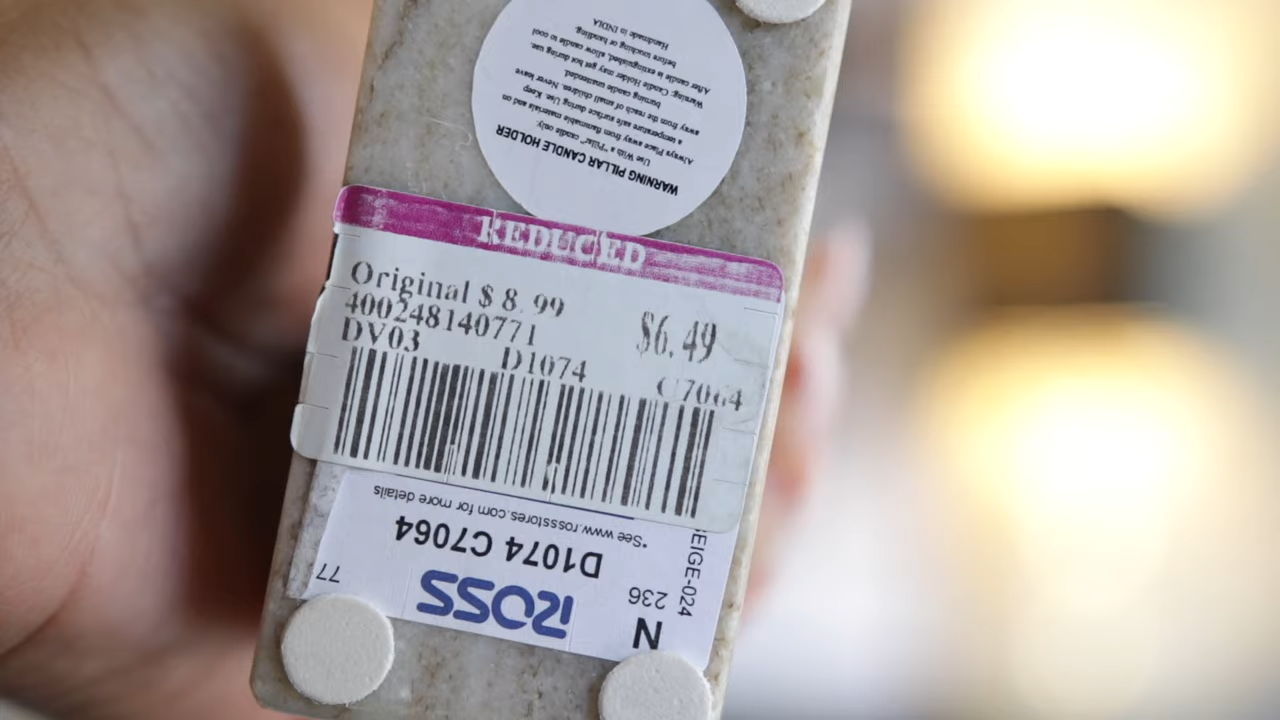 WARNING PILLAR CANDLE HOLDER
Use With a "Pillar" candle only.
Always Place away from flammable materials and on
a temperature safe surface during Use. Keep
away from the reach of small children. Never leave
burning candle unattended.
Warning: Candle Holder may get hot during use.
After candle is extinguished, allow candle to cool
before touching or handling.
Handmade in INDIA
REDUCED
Original $ 8.99
$6.49
400248140771
DV03 D1074 C7064
*See www.rossstores.com for more details
D1074 C7064
ROSS
77
236
N
EIGE-024